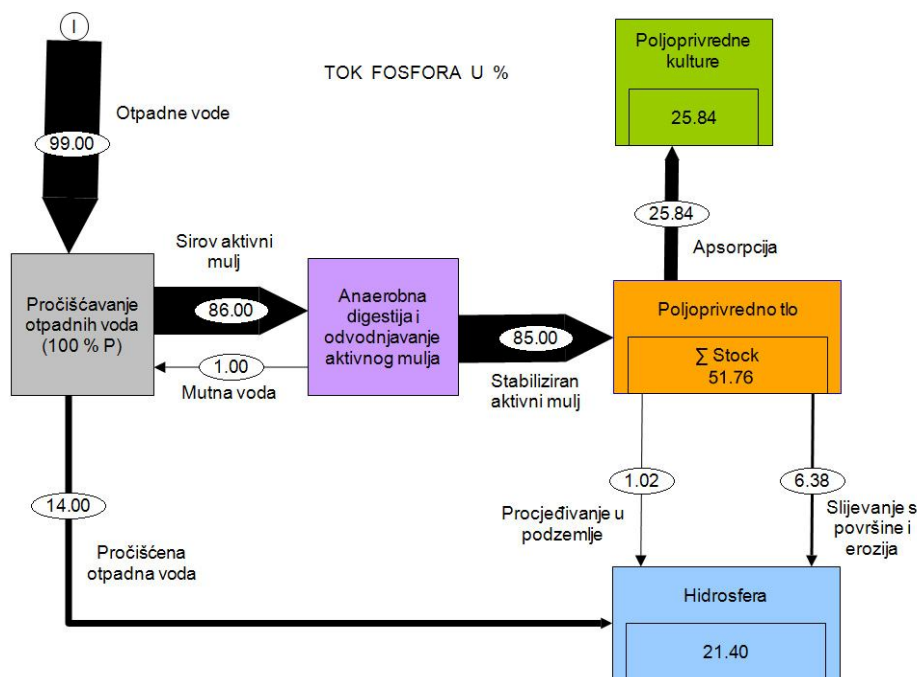 I
TOK FOSFORA U %
Poljoprivredne
kulture
25.84
Otpadne vode
99.00
25.84
Apsorpcija
Sirov aktivni
mulj
Pročišćavanje
otpadnih voda
(100 % P)
86.00
Anaerobna
digestija i
odvodnjavanje
aktivnog mulja
85.00
Poljoprivredno tlo
∑ Stock
51.76
1.00
Mutna voda
Stabiliziran
aktivni mulj
14.00
1.02
6.38
Procjeđivanje u
podzemlje
Slijevanje s
površine i
erozija
Pročišćena
otpadna voda
Hidrosfera
21.40